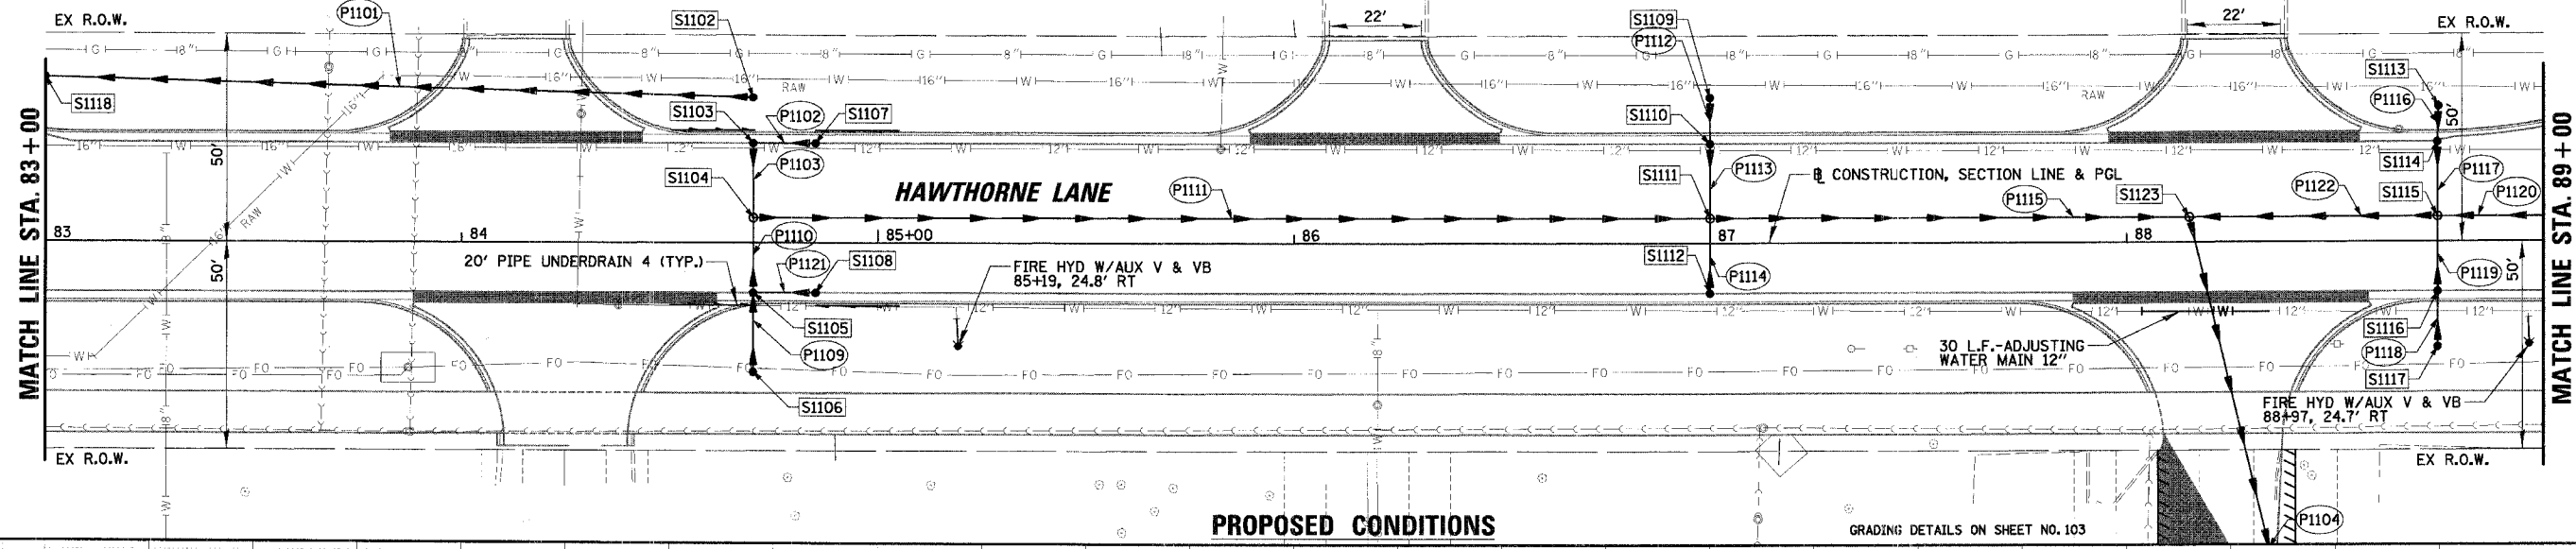 EX R.O.W.
P1101
S1102
22'
S1109
P1112
22'
EX R.O.W.
S1113
P1116
50'
S1118
RAW
RAW
S1103
P1102
S1107
S1110
P1103
S1104
HAWTHORNE LANE
P1111
S1111
P1113
℄ CONSTRUCTION, SECTION LINE & PGL
P1115
S1123
P1122
S1114
P1117
S1115
P1120
MATCH LINE STA. 83+00
50'
RAW
83
84
85+00
86
87
88
MATCH LINE STA. 89+00
P1110
50'
20' PIPE UNDERDRAIN 4 (TYP.)
P1121
S1108
FIRE HYD W/AUX V & VB
85+19, 24.8' RT
S1112
P1114
P1119
50'
S1105
P1109
S1106
30 L.F.-ADJUSTING
WATER MAIN 12"
S1116
P1118
S1117
FIRE HYD W/AUX V & VB
88+97, 24.7' RT
EX R.O.W.
EX R.O.W.
PROPOSED CONDITIONS
GRADING DETAILS ON SHEET NO. 103
P1104